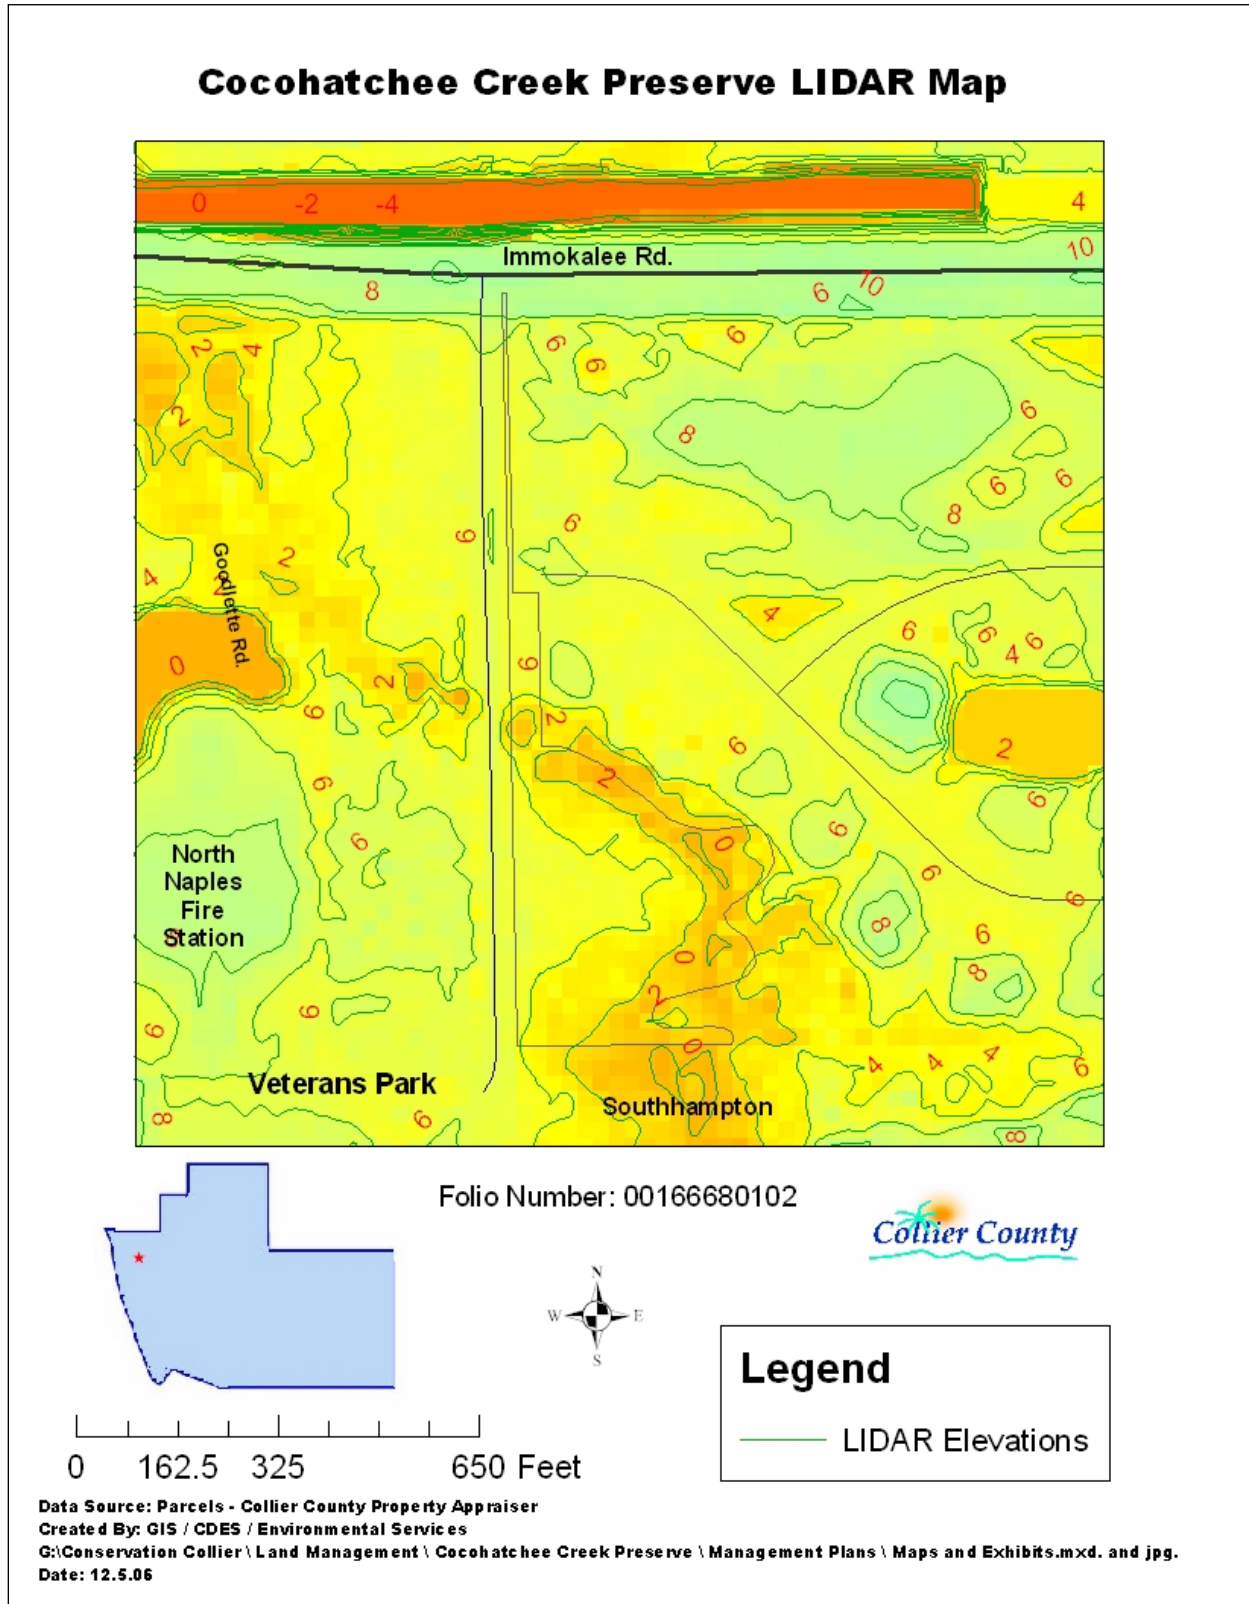 Cocohatchee Creek Preserve LIDAR Map
0 -2 -4 4
Immokalee Rd.
10
8 6 10
2 4 6 6 6
2 8 6
6 6
8
6 6
2
4 2
Goodlette Rd.
4
6 6 6
4
0 2 6
6 2 6 2
6 2 6
6 6 0 6
North
Naples
Fire
Station
8
6 6
8
0 6
8
6 6 2
0 4 4 4 6
Veterans Park
Southhampton
8 6 8
Folio Number: 00166680102
Collier County
N
W E
S
Legend
LIDAR Elevations
0 162.5 325 650 Feet
Data Source: Parcels - Collier County Property Appraiser
Created By: GIS / CDES / Environmental Services
G:\Conservation Collier \ Land Management \ Cocohatchee Creek Preserve \ Management Plans \ Maps and Exhibits.mxd. and jpg.
Date: 12.5.06